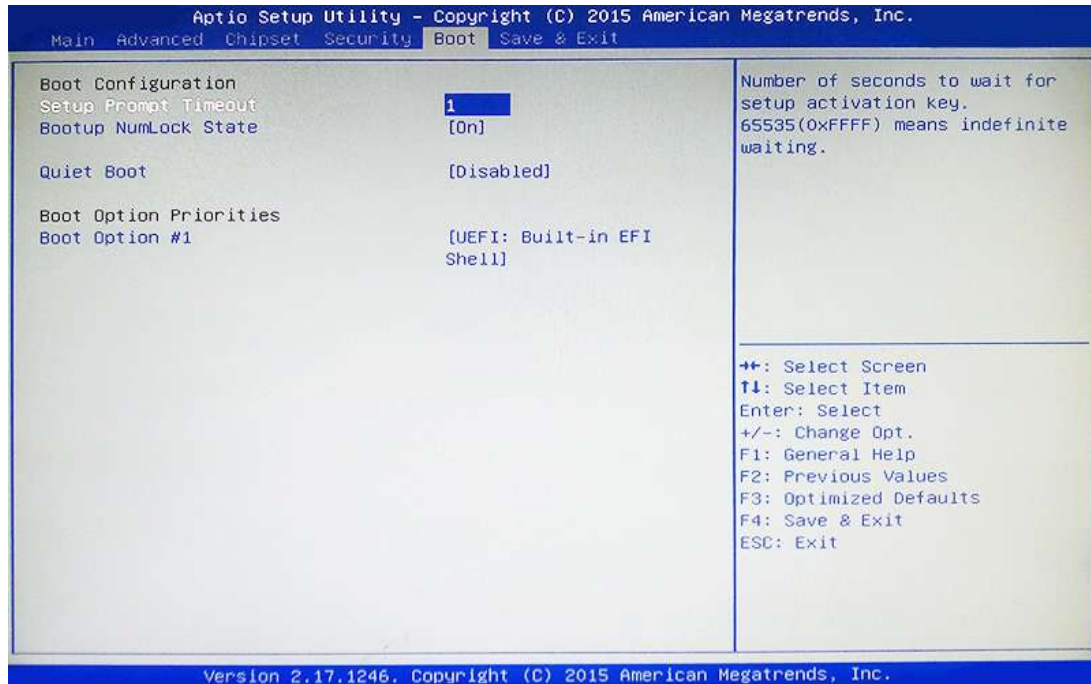 Aptio Setup Utility – Copyright (C) 2015 American Megatrends, Inc.
Main Advanced Chipset Security Boot Save & Exit
Boot Configuration
Setup Prompt Timeout 1
Bootup NumLock State [On]
Quiet Boot [Disabled]
Boot Option Priorities
Boot Option #1 [UEFI: Built-in EFI
Shell]
Number of seconds to wait for
setup activation key.
65535(0xFFFF) means indefinite
waiting.
→←: Select Screen
↑↓: Select Item
Enter: Select
+/-: Change Opt.
F1: General Help
F2: Previous Values
F3: Optimized Defaults
F4: Save & Exit
ESC: Exit
Version 2.17.1246. Copyright (C) 2015 American Megatrends, Inc.